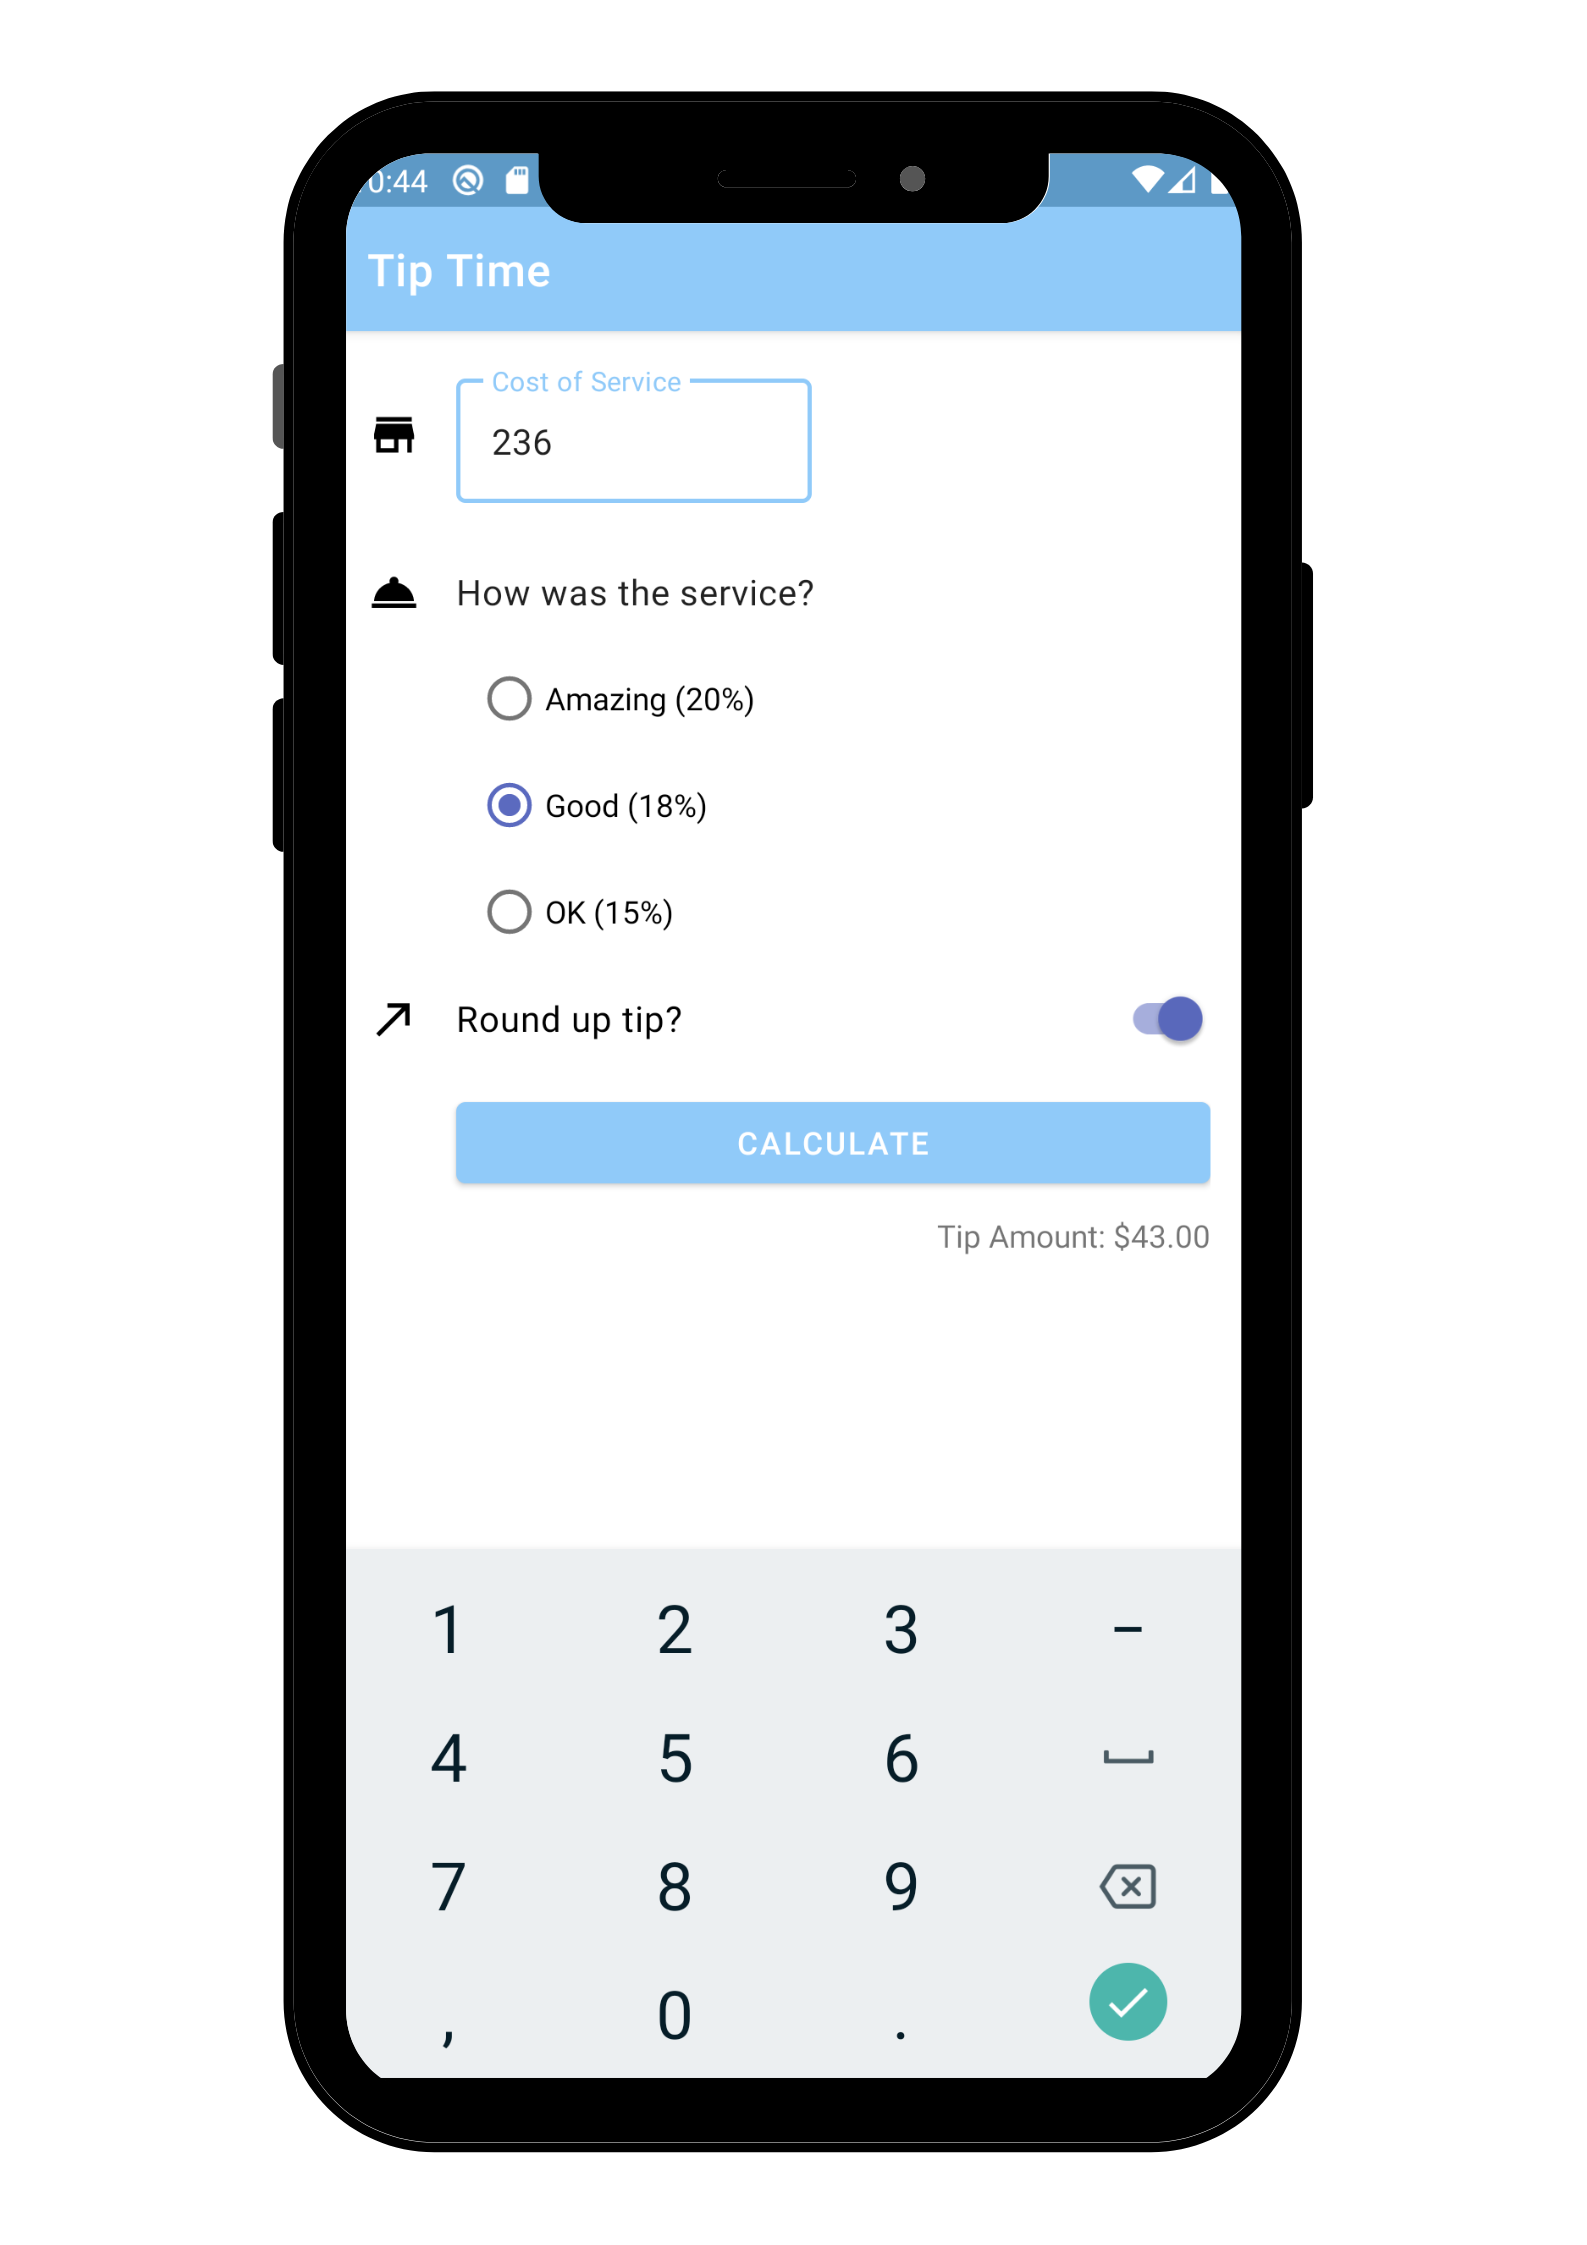 0:44
Tip Time
Cost of Service
236
How was the service?
Amazing (20%)
Good (18%)
OK (15%)
Round up tip?
CALCULATE
Tip Amount: $43.00
1 2 3 -
4 5 6
7 8 9
, 0 .